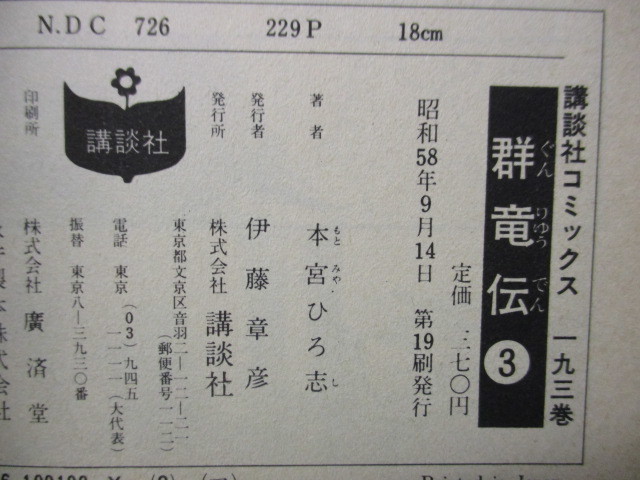 N.D.C 726 229P 18cm
講談社コミックス 一九三巻
群竜伝 3
ぐんりゅうでん
定価 三七〇円
昭和58年9月14日 第19刷発行
著者 本宮ひろ志
もとみや し
発行者 伊藤章彦
発行所 株式会社 講談社
東京都文京区音羽二―一二―二一
(郵便番号一一二)
電話 東京(03)九四五
一一一一(大代表)
振替 東京八―三九三〇番
講談社
印刷所 株式会社 廣済堂